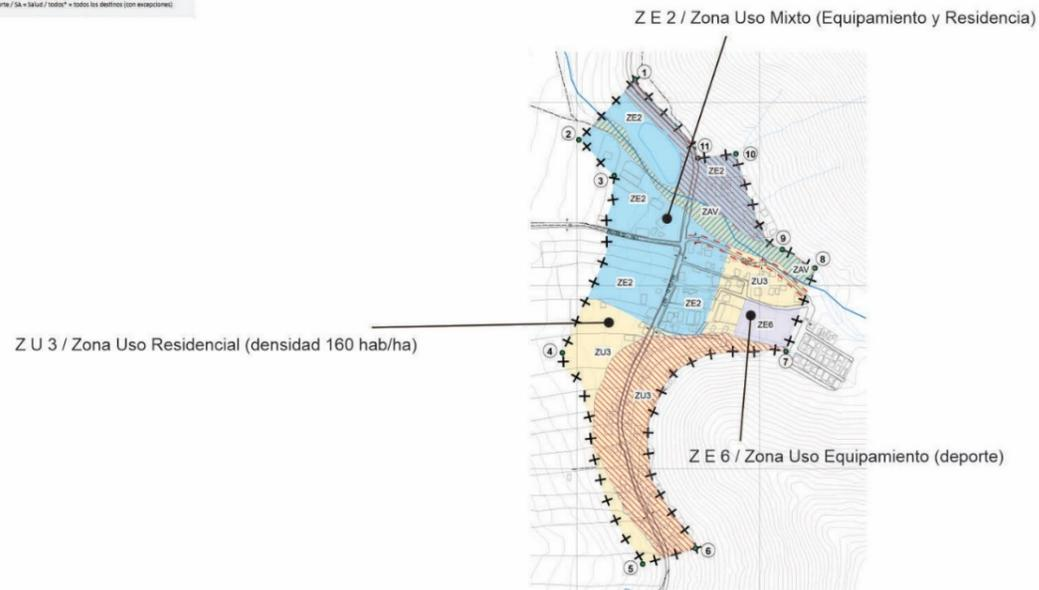 rte / SA = Salud / todos* = todos los destinos (con excepciones)
Z E 2 / Zona Uso Mixto (Equipamiento y Residencia)
1
ZE2
2
11
10
ZE2
3
ZE2
ZAV
9
8
ZAV
ZE2
ZU3
ZE2
ZE6
Z U 3 / Zona Uso Residencial (densidad 160 hab/ha)
4
ZU3
7
ZU3
Z E 6 / Zona Uso Equipamiento (deporte)
6
5